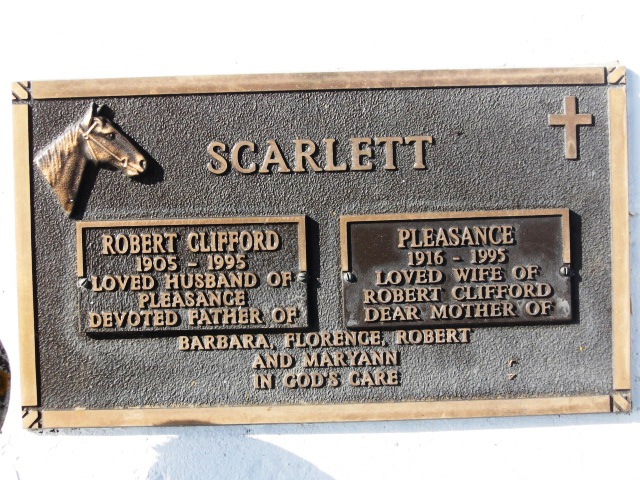 SCARLETT
ROBERT CLIFFORD
1905 - 1995
LOVED HUSBAND OF
PLEASANCE
DEVOTED FATHER OF
PLEASANCE
1916 - 1995
LOVED WIFE OF
ROBERT CLIFFORD
DEAR MOTHER OF
BARBARA, FLORENCE, ROBERT
AND MARYANN
IN GOD'S CARE